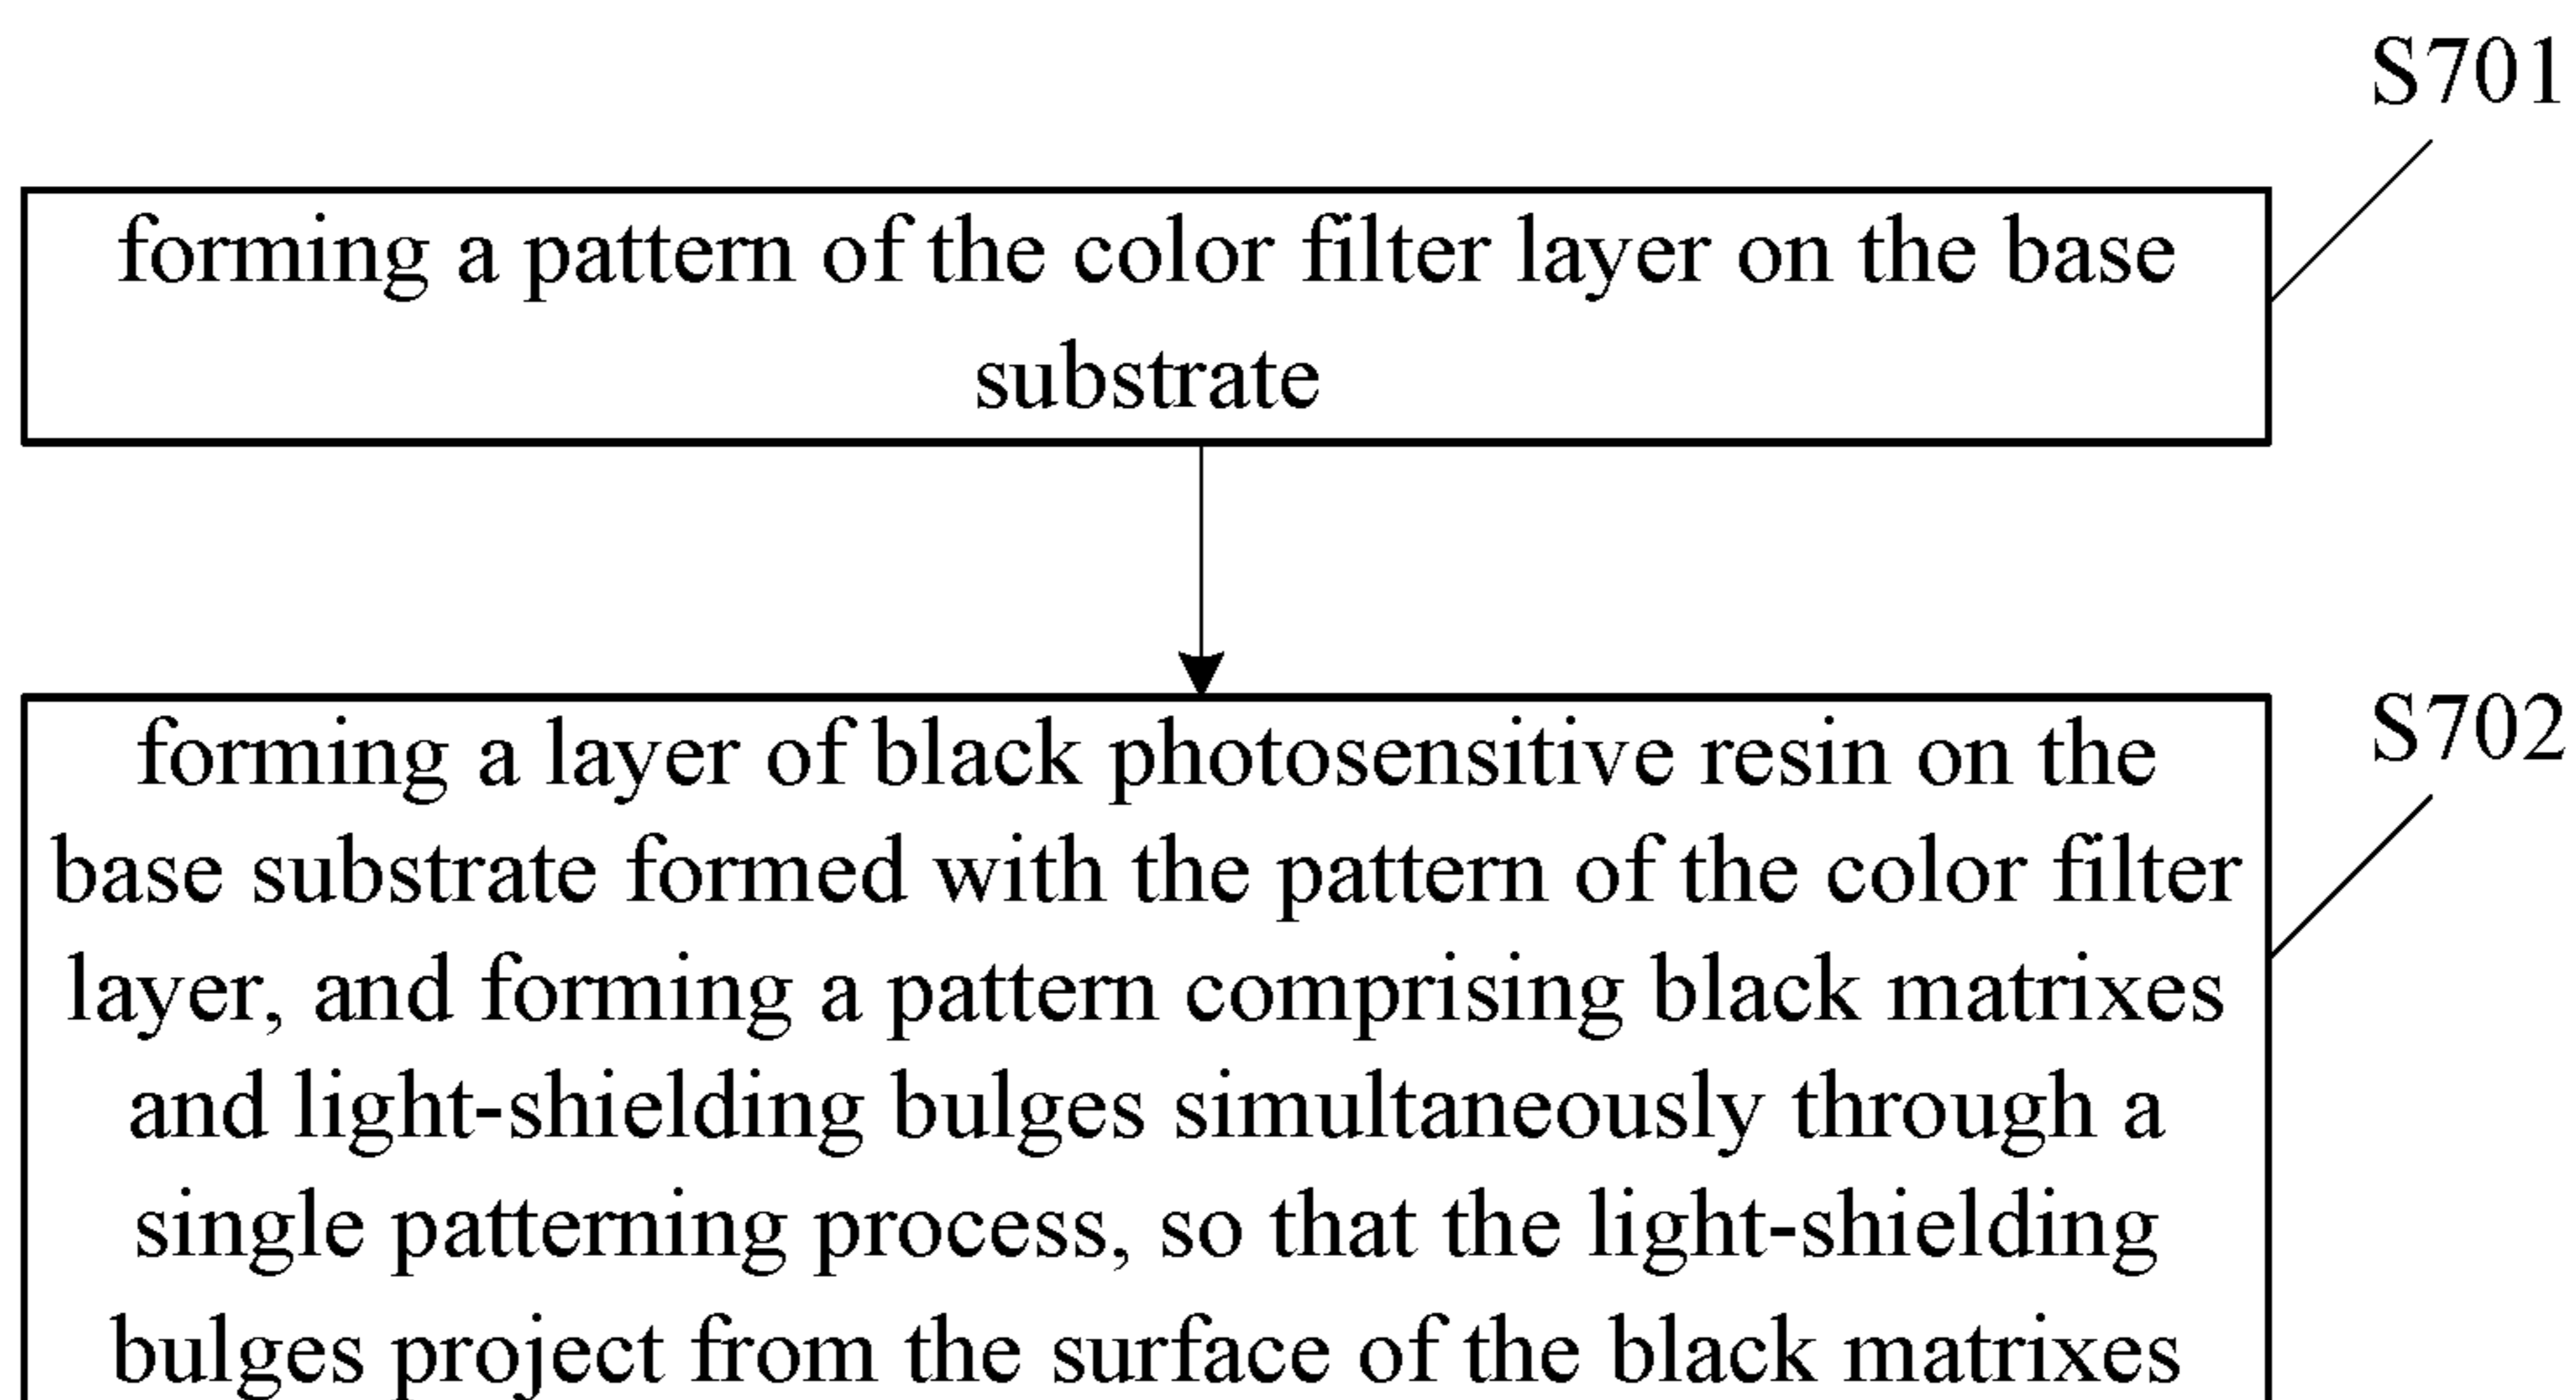 S701
forming a pattern of the color filter layer on the base
substrate
S702
forming a layer of black photosensitive resin on the
base substrate formed with the pattern of the color filter
layer, and forming a pattern comprising black matrixes
and light-shielding bulges simultaneously through a
single patterning process, so that the light-shielding
bulges project from the surface of the black matrixes